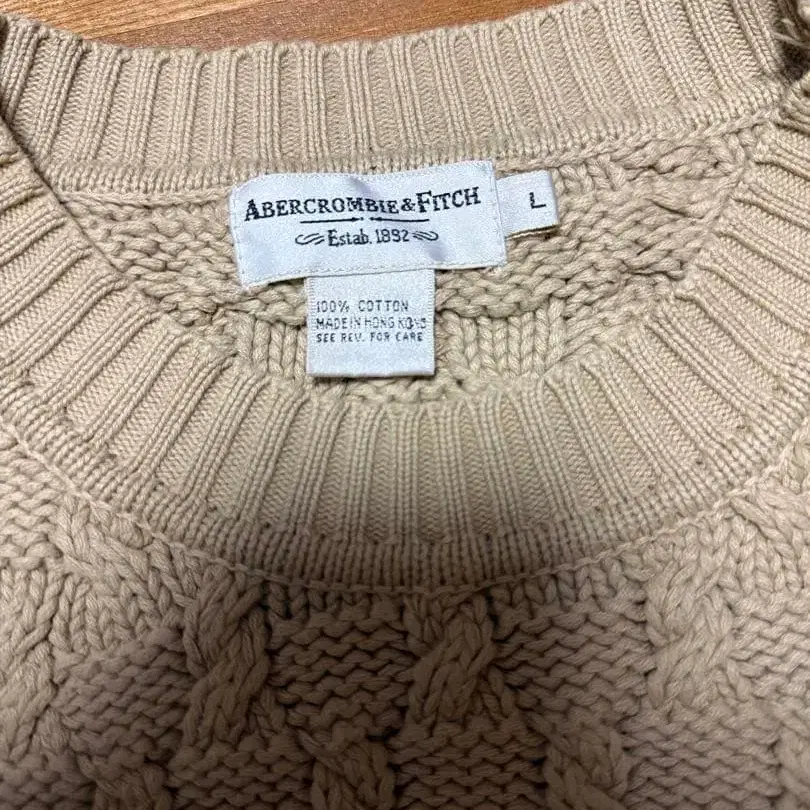 ABERCROMBIE & FITCH
Estab. 1892
L
100% COTTON
MADE IN HONG KONG
SEE REV. FOR CARE